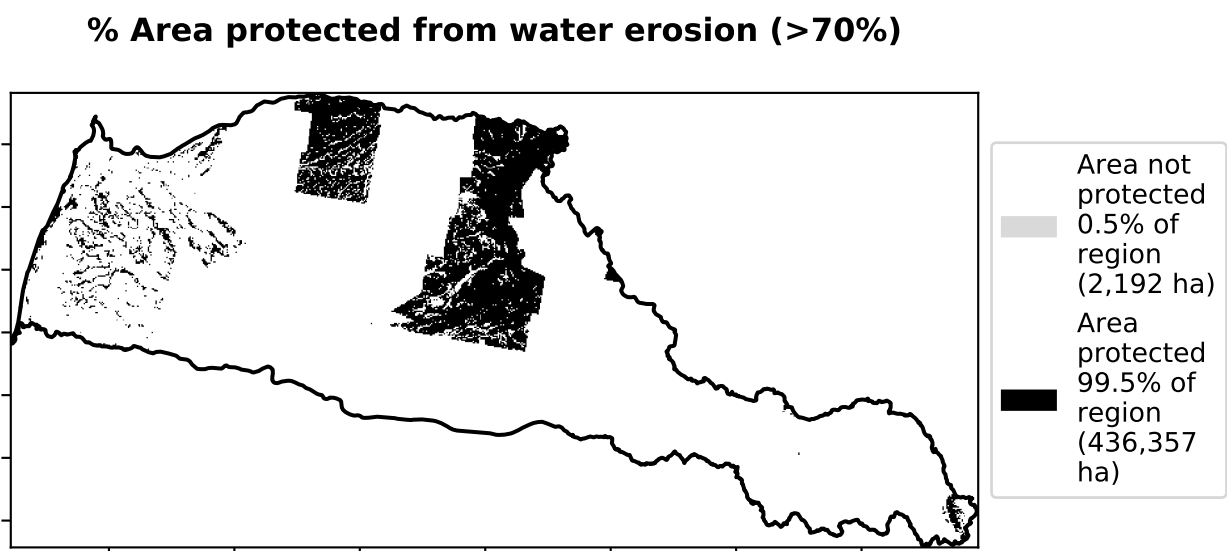 % Area protected from water erosion (>70%)
Area not
protected
0.5% of
region
(2,192 ha)
Area
protected
99.5% of
region
(436,357
ha)